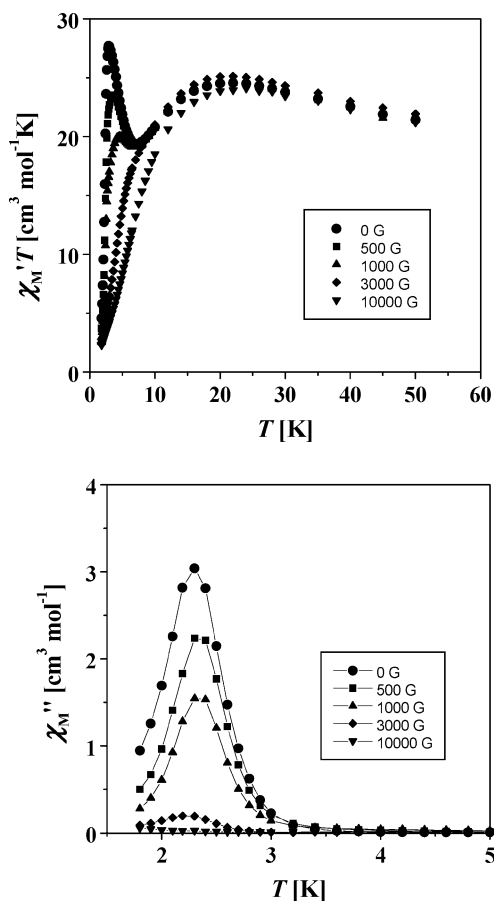 30
20
10
0
χM'T [cm³ mol⁻¹K]
0 G
500 G
1000 G
3000 G
10000 G
0 10 20 30 40 50 60
T [K]
4
3
2
1
0
χM'' [cm³ mol⁻¹]
0 G
500 G
1000 G
3000 G
10000 G
2 3 4 5
T [K]